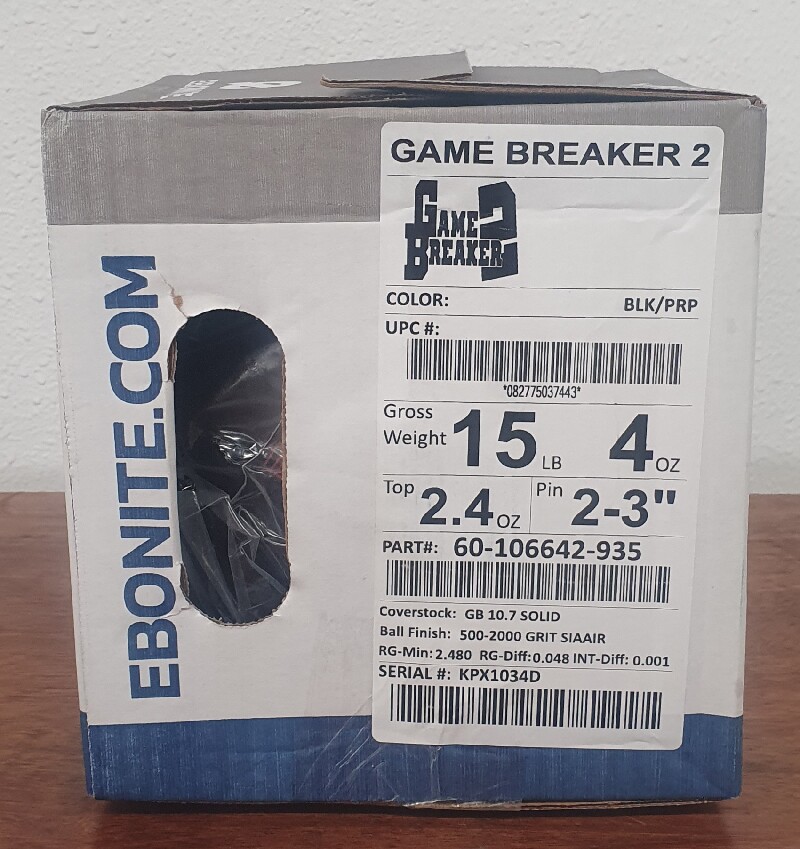 EBONITE.COM
GAME BREAKER 2
GAME 2
BREAKER
COLOR: BLK/PRP
UPC #:
*082775037443*
Gross Weight 15 LB 4 OZ
Top 2.4 OZ Pin 2-3"
PART#: 60-106642-935
Coverstock: GB 10.7 SOLID
Ball Finish: 500-2000 GRIT SIAAIR
RG-Min: 2.480 RG-Diff: 0.048 INT-Diff: 0.001
SERIAL #: KPX1034D